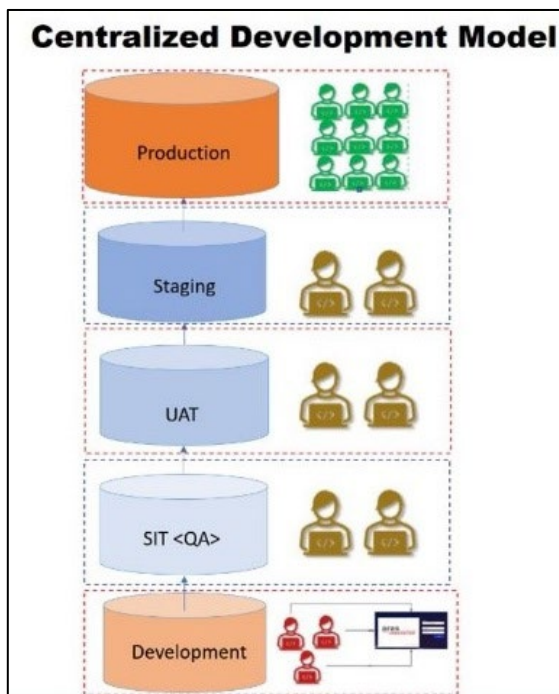 Centralized Development Model
Production
Staging
UAT
SIT <QA>
Development